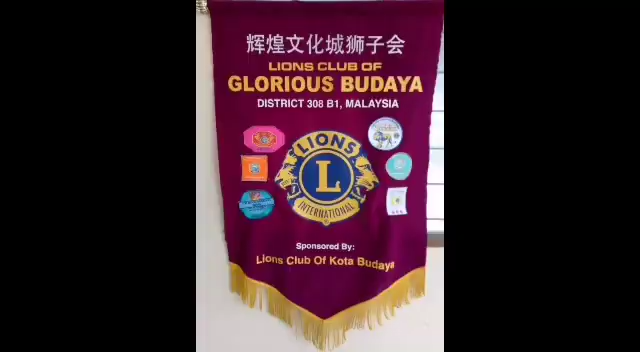 辉煌文化城狮子会
LIONS CLUB OF
GLORIOUS BUDAYA
DISTRICT 308 B1, MALAYSIA
LIONS
L
INTERNATIONAL
Sponsored By:
Lions Club Of Kota Budaya